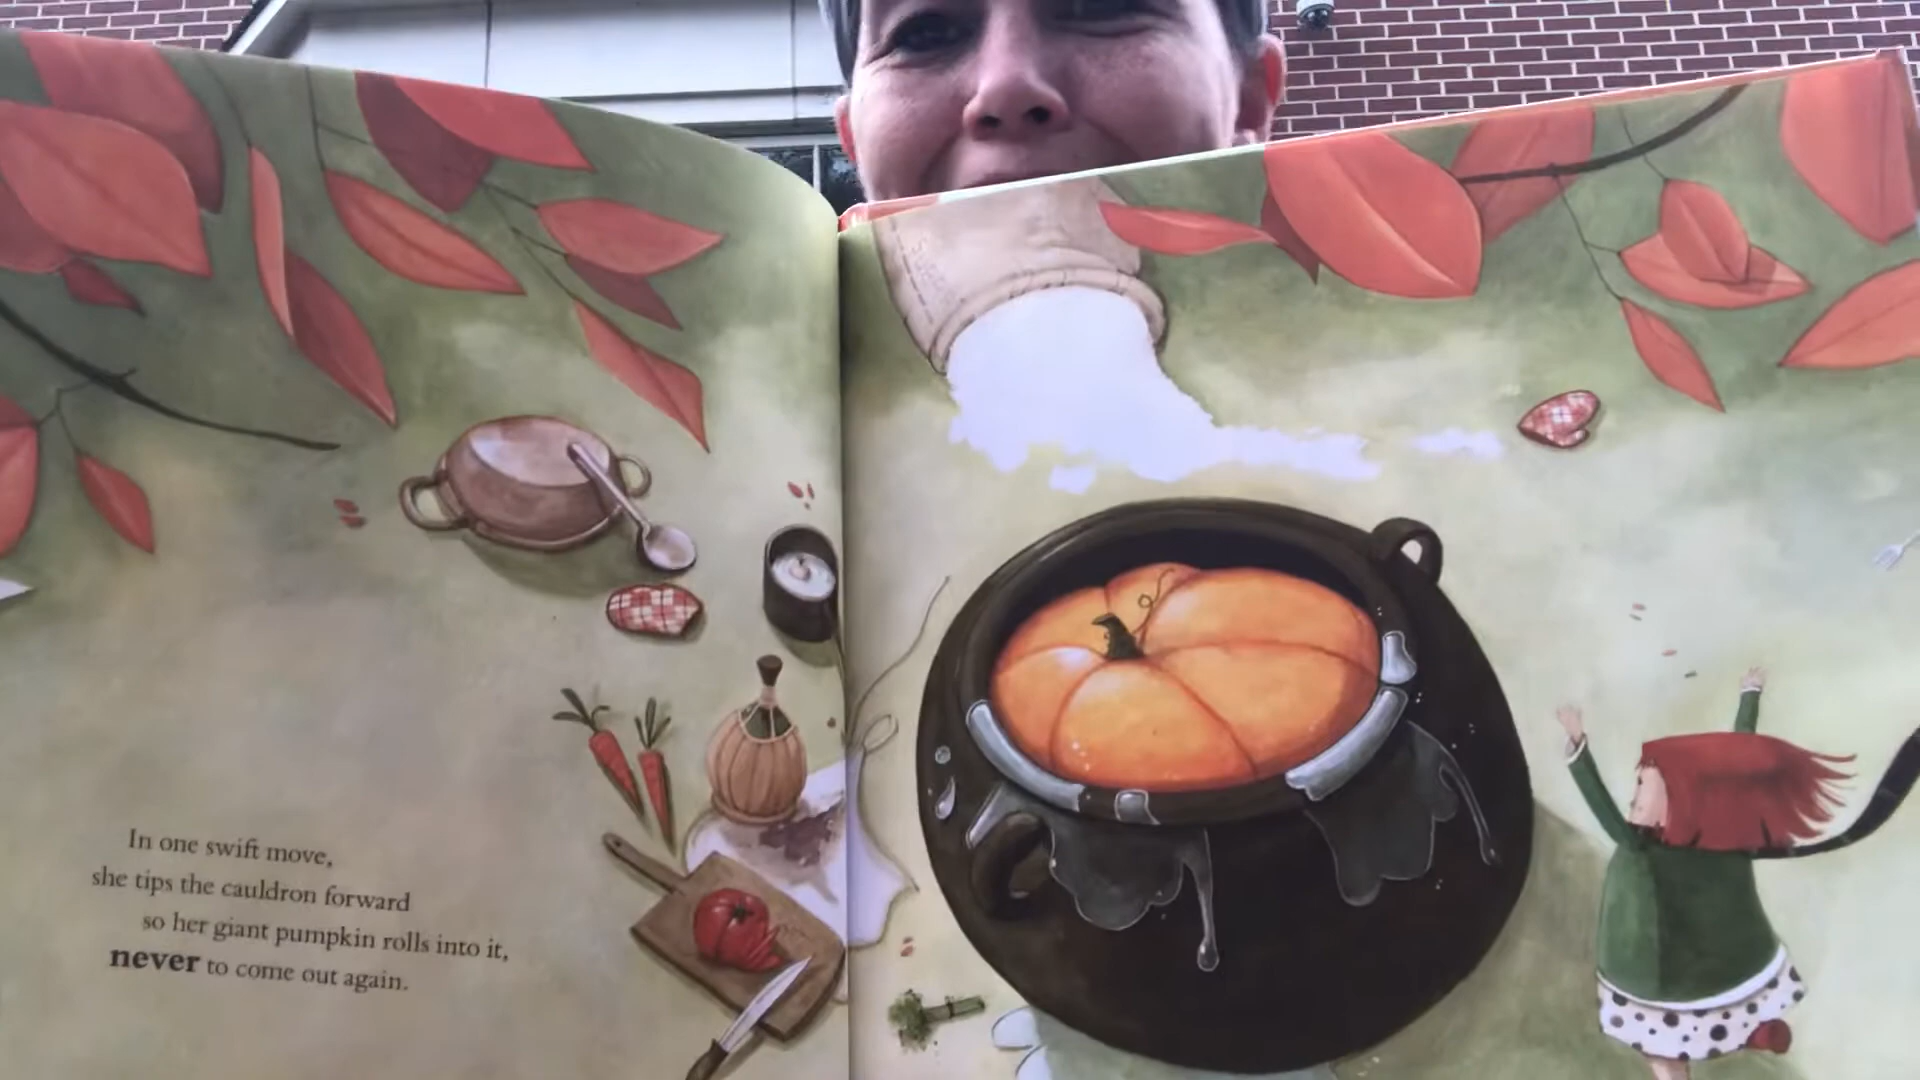 In one swift move,
she tips the cauldron forward
so her giant pumpkin rolls into it,
never to come out again.